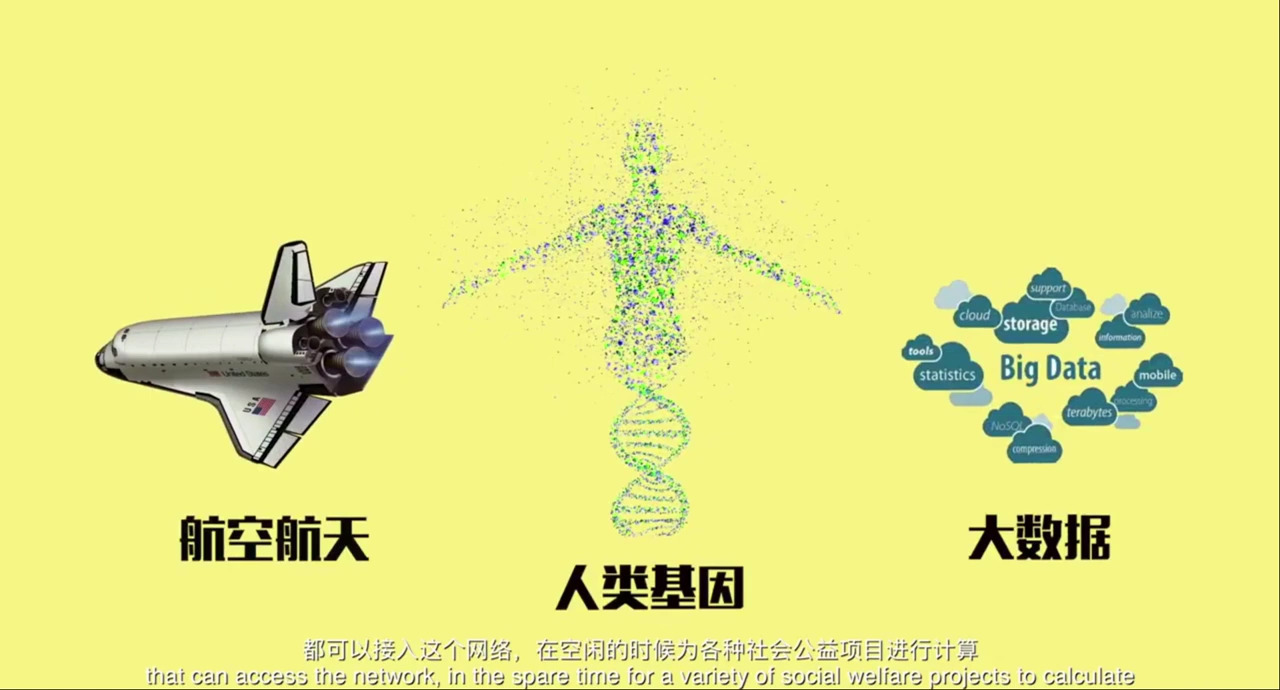 United States
USA
support
Database
cloud
storage
analize
information
tools
statistics
Big Data
mobile
processing
terabytes
NoSQL
compression
航空航天
大数据
人类基因
都可以接入这个网络，在空闲的时候为各种社会公益项目进行计算
that can access the network, in the spare time for a variety of social welfare projects to calculate